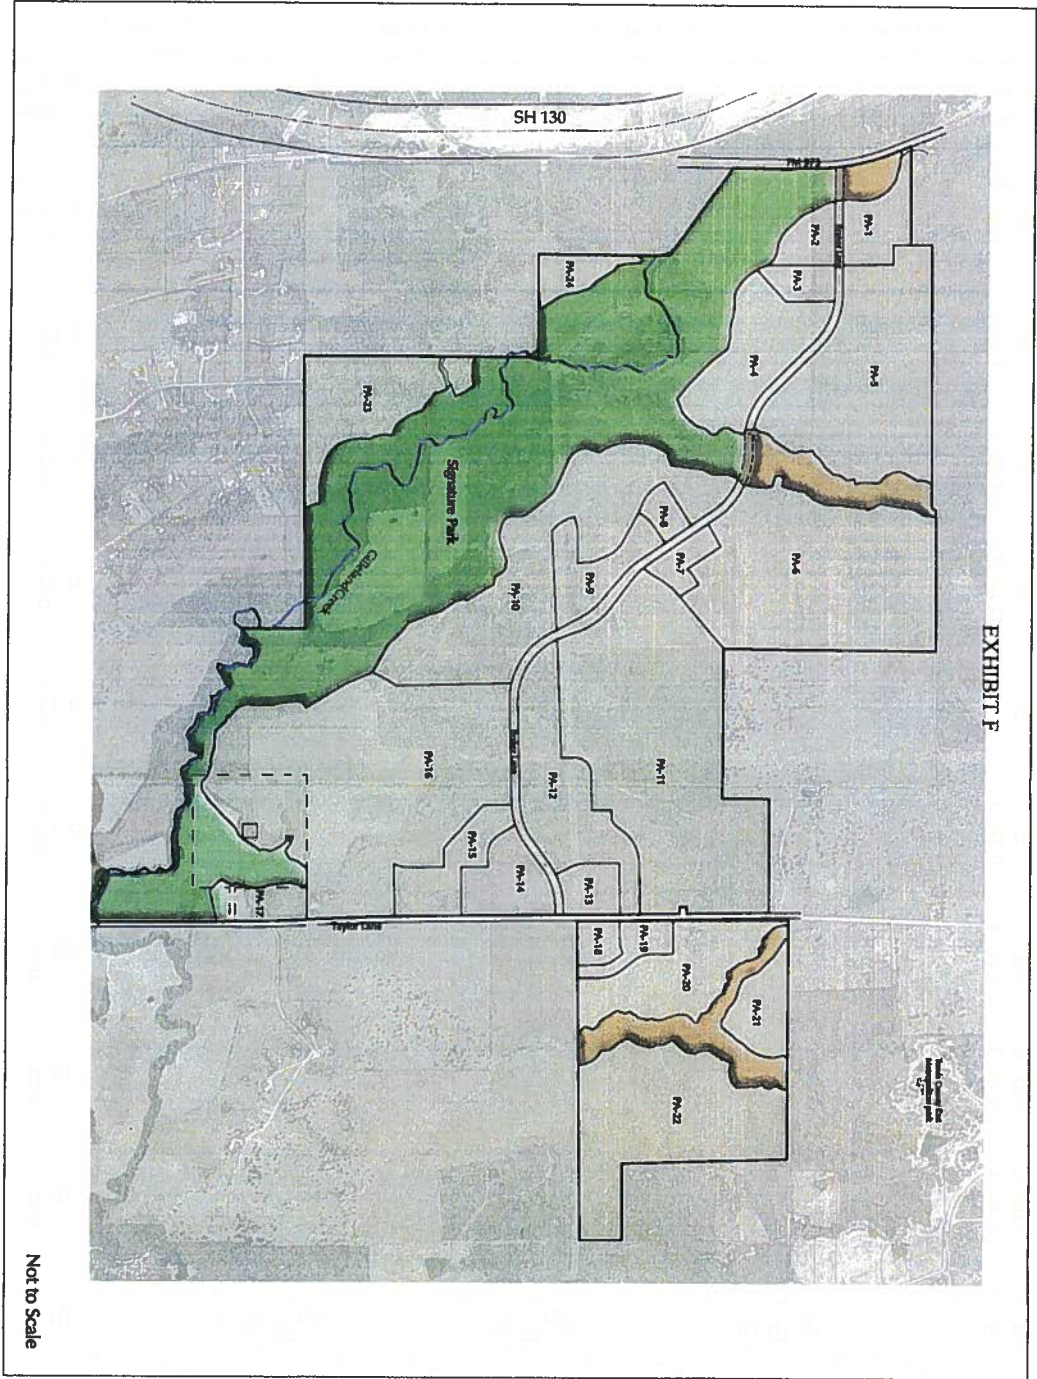 EXHIBIT F
SH 130
FM 973
PA-1
PA-2
PA-3
PA-4
PA-5
PA-6
PA-7
PA-8
PA-9
PA-10
PA-11
PA-12
PA-13
PA-14
PA-15
PA-16
PA-17
PA-18
PA-19
PA-20
PA-21
PA-22
PA-23
PA-24
Signature Park
Gilleland Creek
Lane
Lane
Taylor Lane
Not to Scale